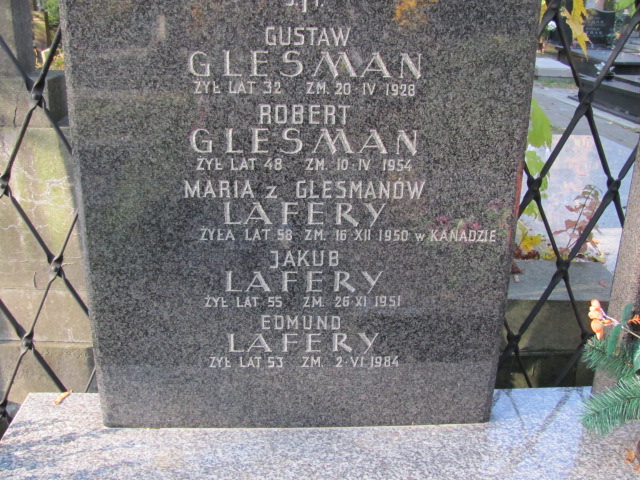 Ś.†P.
GUSTAW
GLESMAN
ŻYŁ LAT 32 ZM. 20·IV 1928
ROBERT
GLESMAN
ŻYŁ LAT 48 ZM. 10·IV 1954
MARIA z GLESMANÓW
LAFERY
ŻYŁA LAT 58 ZM. 16 XII 1950 w KANADZIE
JAKUB
LAFERY
ŻYŁ LAT 55 ZM. 26·XI 1951
EDMUND
LAFERY
ŻYŁ LAT 53 ZM. 2·VI 1984